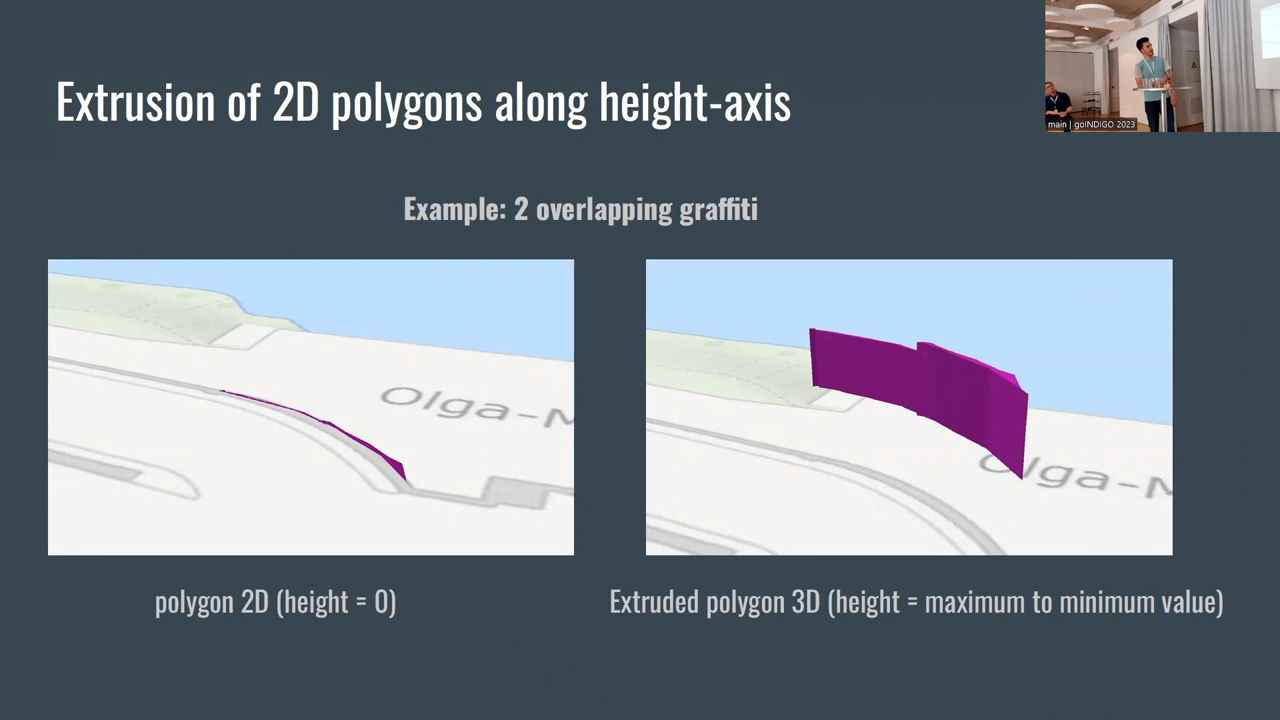 Extrusion of 2D polygons along height-axis
main | goINDIGO 2023
Example: 2 overlapping graffiti
Olga-M
Olga-M
polygon 2D (height = 0)
Extruded polygon 3D (height = maximum to minimum value)